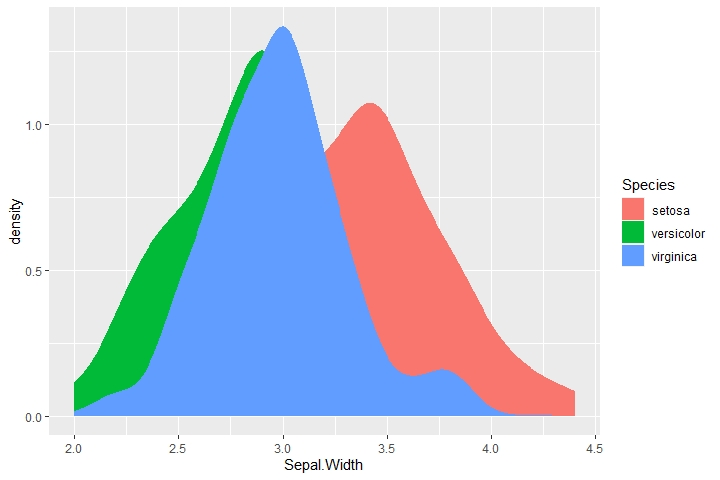 1.0
0.5
0.0
density
2.0 2.5 3.0 3.5 4.0 4.5
Sepal.Width
Species
setosa
versicolor
virginica